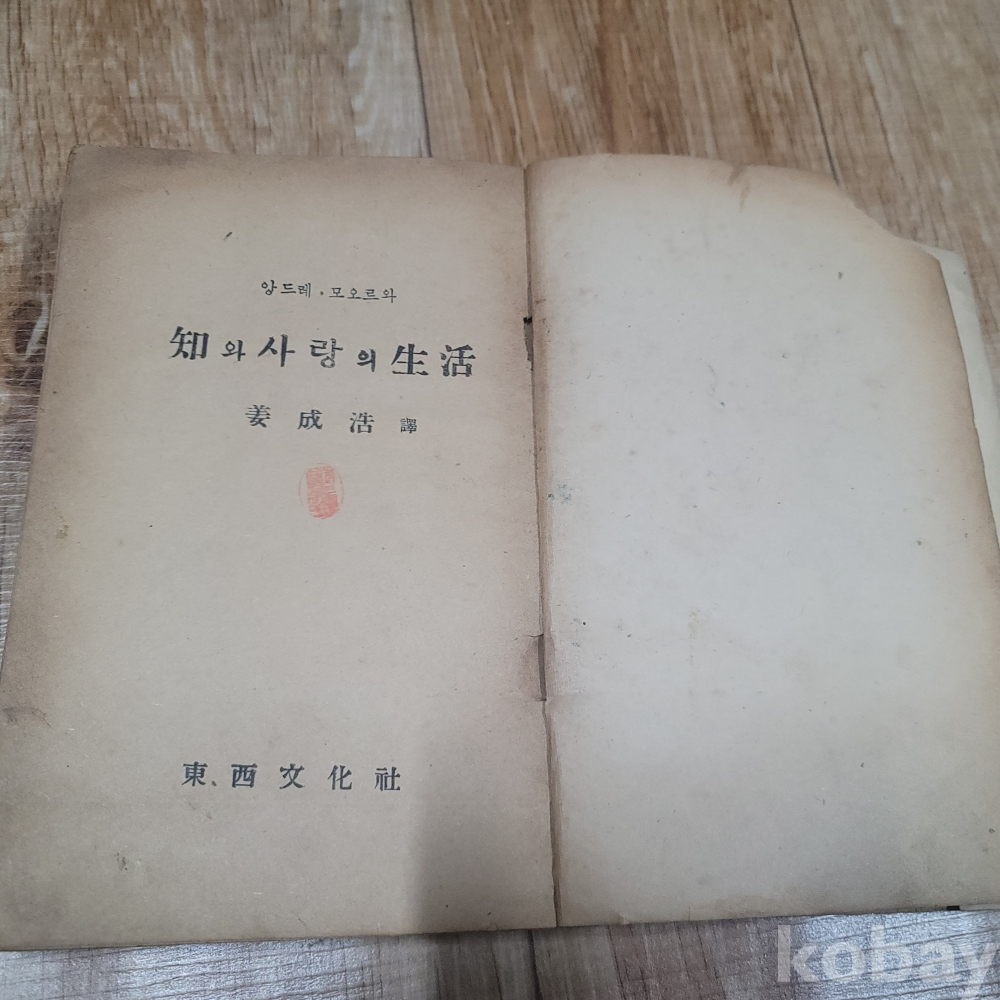 앙드레·모오르와
知와 사랑의 生活
姜成浩 譯
東西文化社
kobay